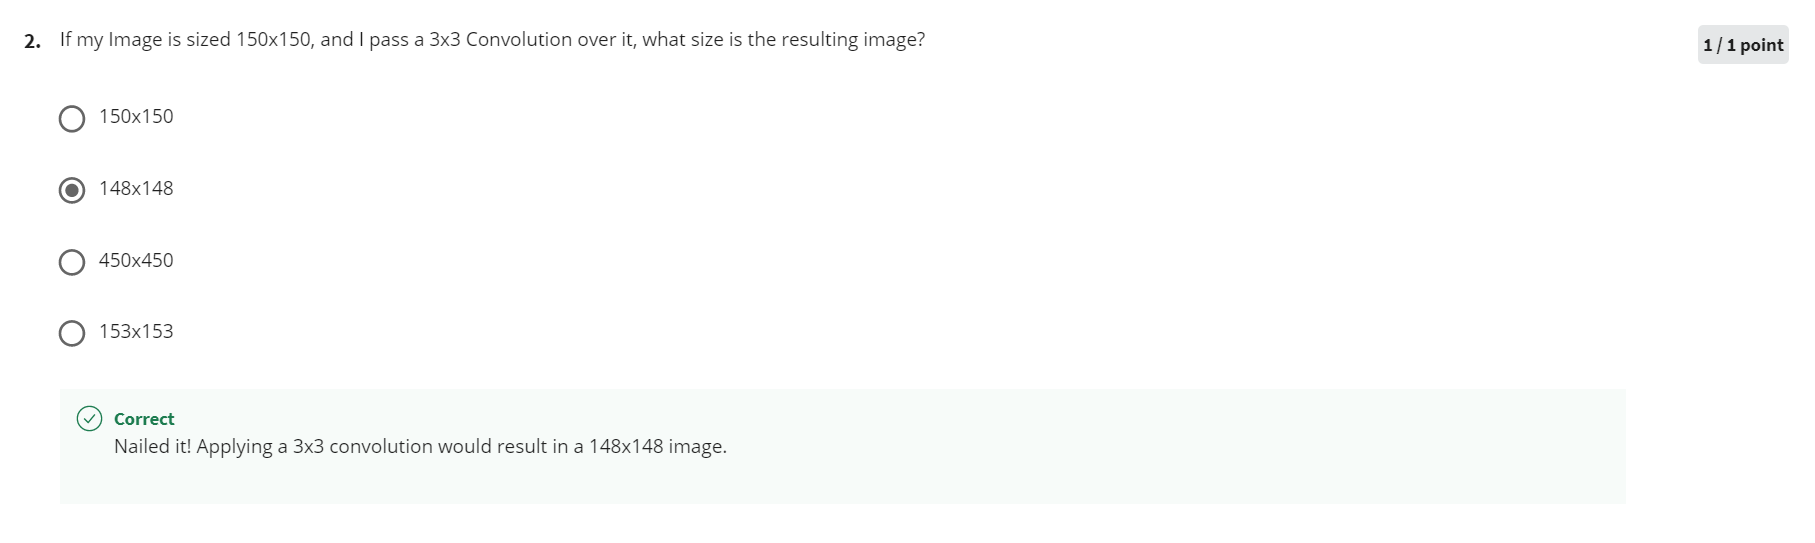 2. If my Image is sized 150x150, and I pass a 3x3 Convolution over it, what size is the resulting image?
1 / 1 point
150x150
148x148
450x450
153x153
Correct
Nailed it! Applying a 3x3 convolution would result in a 148x148 image.